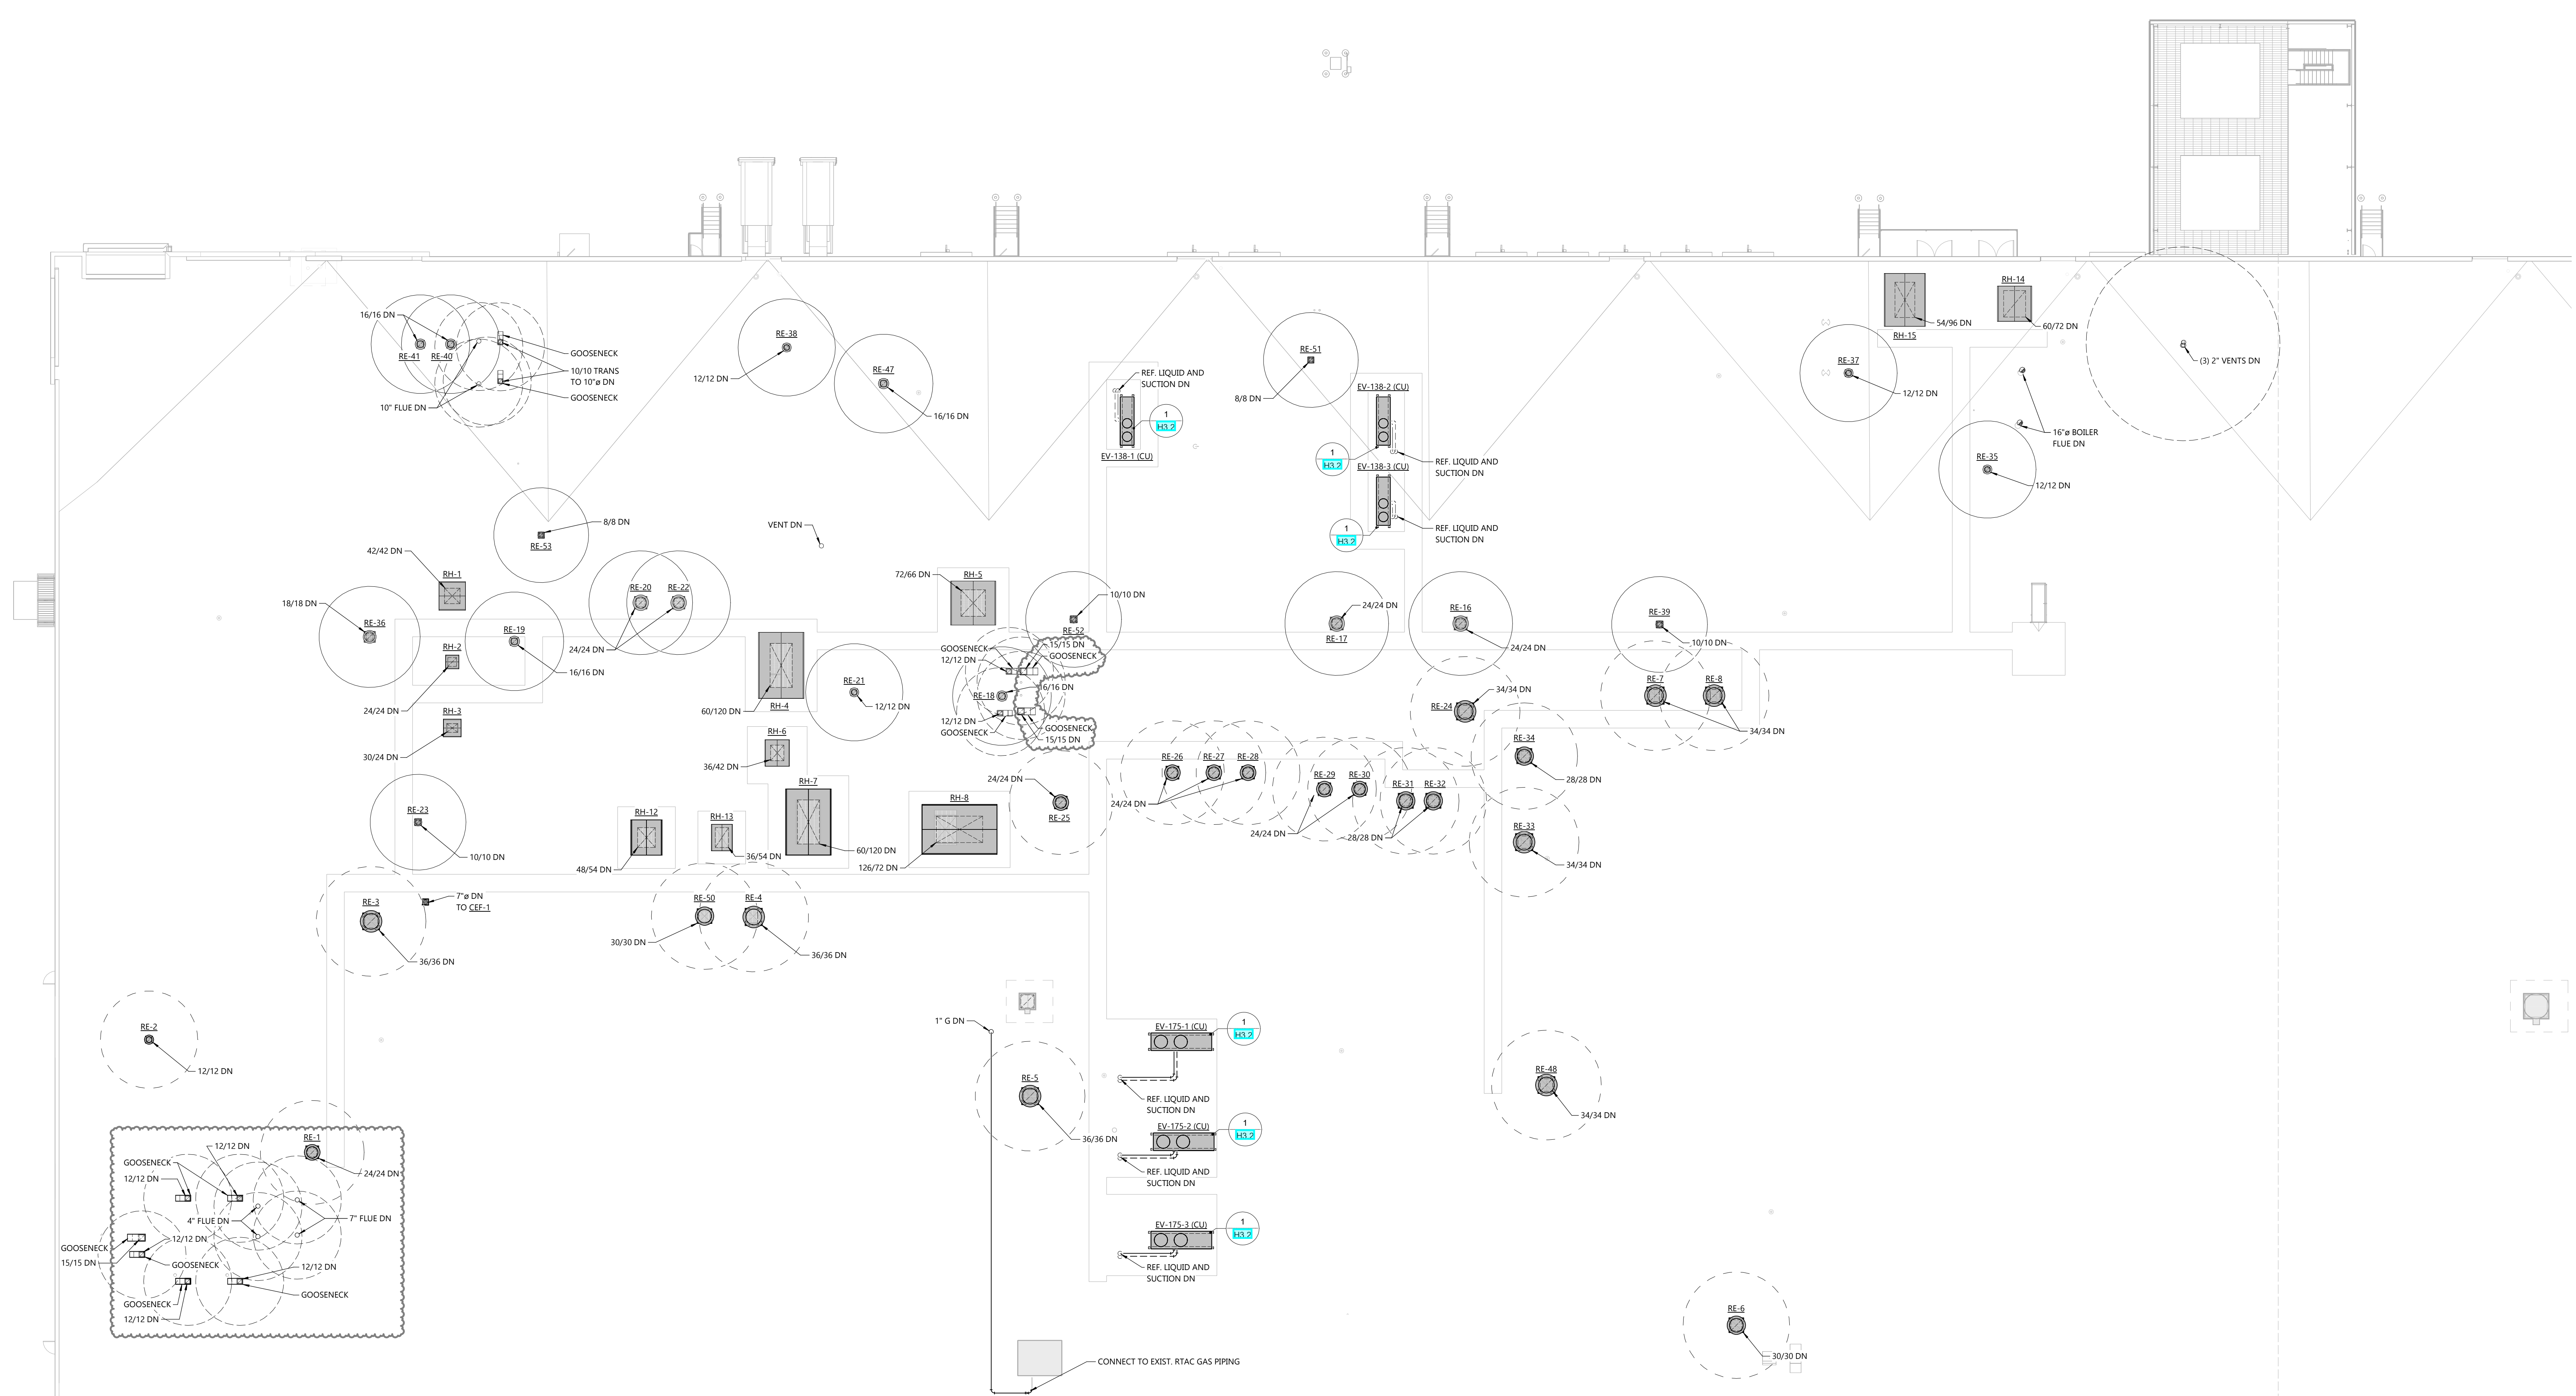 RH-14
54/96 DN
60/72 DN
RH-15
16/16 DN
RE-41
RE-40
GOOSENECK
10/10 TRANS
TO 10"ø DN
GOOSENECK
10" FLUE DN
RE-38
12/12 DN
RE-47
16/16 DN
REF. LIQUID AND
SUCTION DN
1
H3.2
EV-138-1 (CU)
RE-51
8/8 DN
EV-138-2 (CU)
1
H3.2
REF. LIQUID AND
SUCTION DN
EV-138-3 (CU)
1
H3.2
REF. LIQUID AND
SUCTION DN
RE-37
12/12 DN
(3) 2" VENTS DN
16"ø BOILER
FLUE DN
RE-35
12/12 DN
8/8 DN
RE-53
VENT DN
42/42 DN
RH-1
18/18 DN
RE-36
RE-19
16/16 DN
RE-20
RE-22
24/24 DN
RH-2
24/24 DN
RH-3
30/24 DN
72/66 DN
RH-5
10/10 DN
RE-52
60/120 DN
RH-4
RE-21
12/12 DN
GOOSENECK
12/12 DN
15/15 DN
GOOSENECK
RE-18
16/16 DN
12/12 DN
GOOSENECK
GOOSENECK
15/15 DN
24/24 DN
RE-17
RE-16
24/24 DN
RE-39
10/10 DN
RE-7
RE-8
34/34 DN
34/34 DN
RE-24
RE-34
28/28 DN
RH-6
36/42 DN
RH-7
60/120 DN
RE-23
10/10 DN
RH-12
48/54 DN
RH-13
36/54 DN
RH-8
126/72 DN
24/24 DN
RE-25
RE-26
RE-27
RE-28
24/24 DN
RE-29
RE-30
24/24 DN
RE-31
RE-32
28/28 DN
RE-33
34/34 DN
RE-3
36/36 DN
7"ø DN
TO CEF-1
RE-50
30/30 DN
RE-4
36/36 DN
RE-2
12/12 DN
1" G DN
RE-5
36/36 DN
EV-175-1 (CU)
1
H3.2
REF. LIQUID AND
SUCTION DN
EV-175-2 (CU)
1
H3.2
REF. LIQUID AND
SUCTION DN
EV-175-3 (CU)
1
H3.2
REF. LIQUID AND
SUCTION DN
RE-48
34/34 DN
RE-1
24/24 DN
12/12 DN
GOOSENECK
12/12 DN
4" FLUE DN
7" FLUE DN
GOOSENECK
15/15 DN
12/12 DN
GOOSENECK
12/12 DN
GOOSENECK
GOOSENECK
12/12 DN
RE-6
30/30 DN
CONNECT TO EXIST. RTAC GAS PIPING